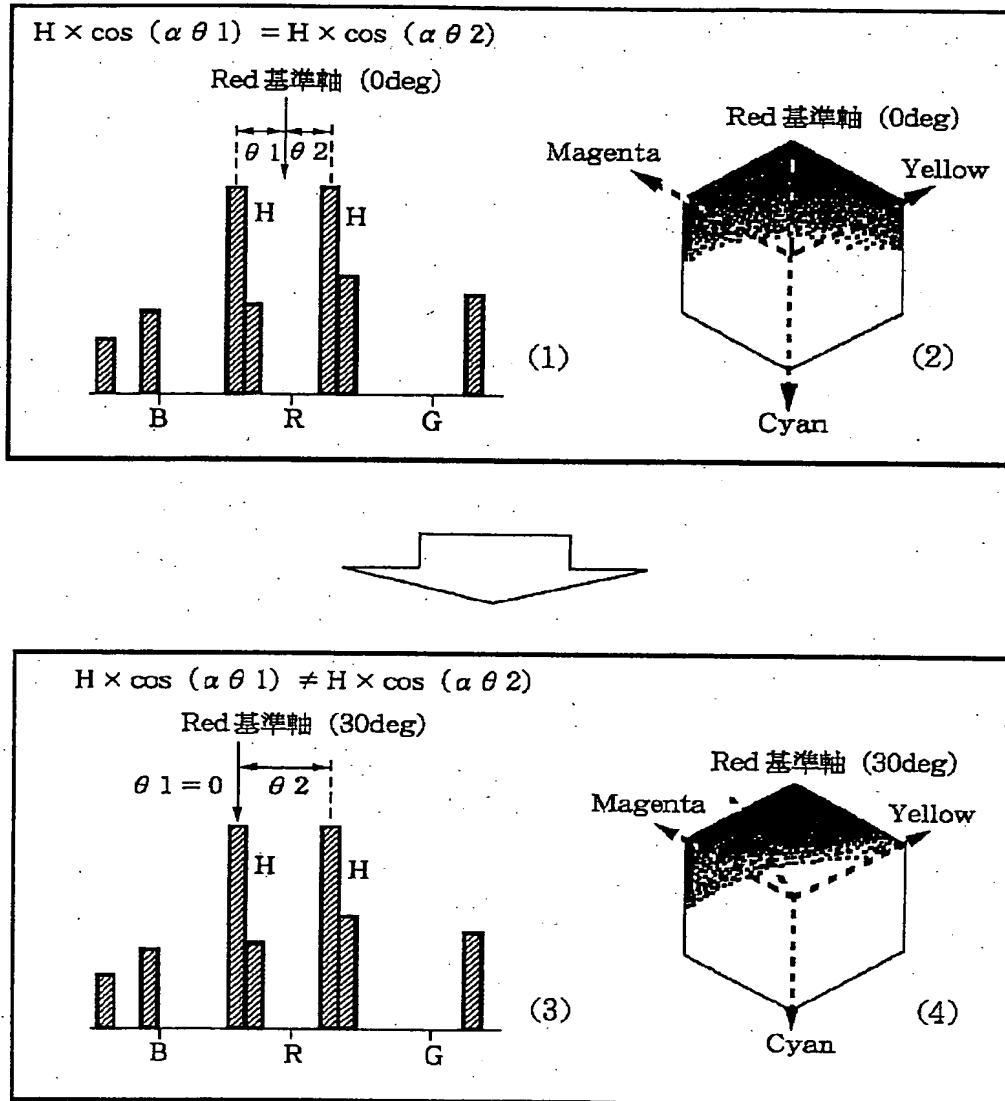 H × cos (α θ 1) = H × cos (α θ 2)
Red 基準軸 (0deg)
θ 1 θ 2
H H
B R G
(1)
Red 基準軸 (0deg)
Magenta
Yellow
Cyan
(2)
H × cos (α θ 1) ≠ H × cos (α θ 2)
Red 基準軸 (30deg)
θ 1 = 0 θ 2
H H
B R G
(3)
Red 基準軸 (30deg)
Magenta
Yellow
Cyan
(4)